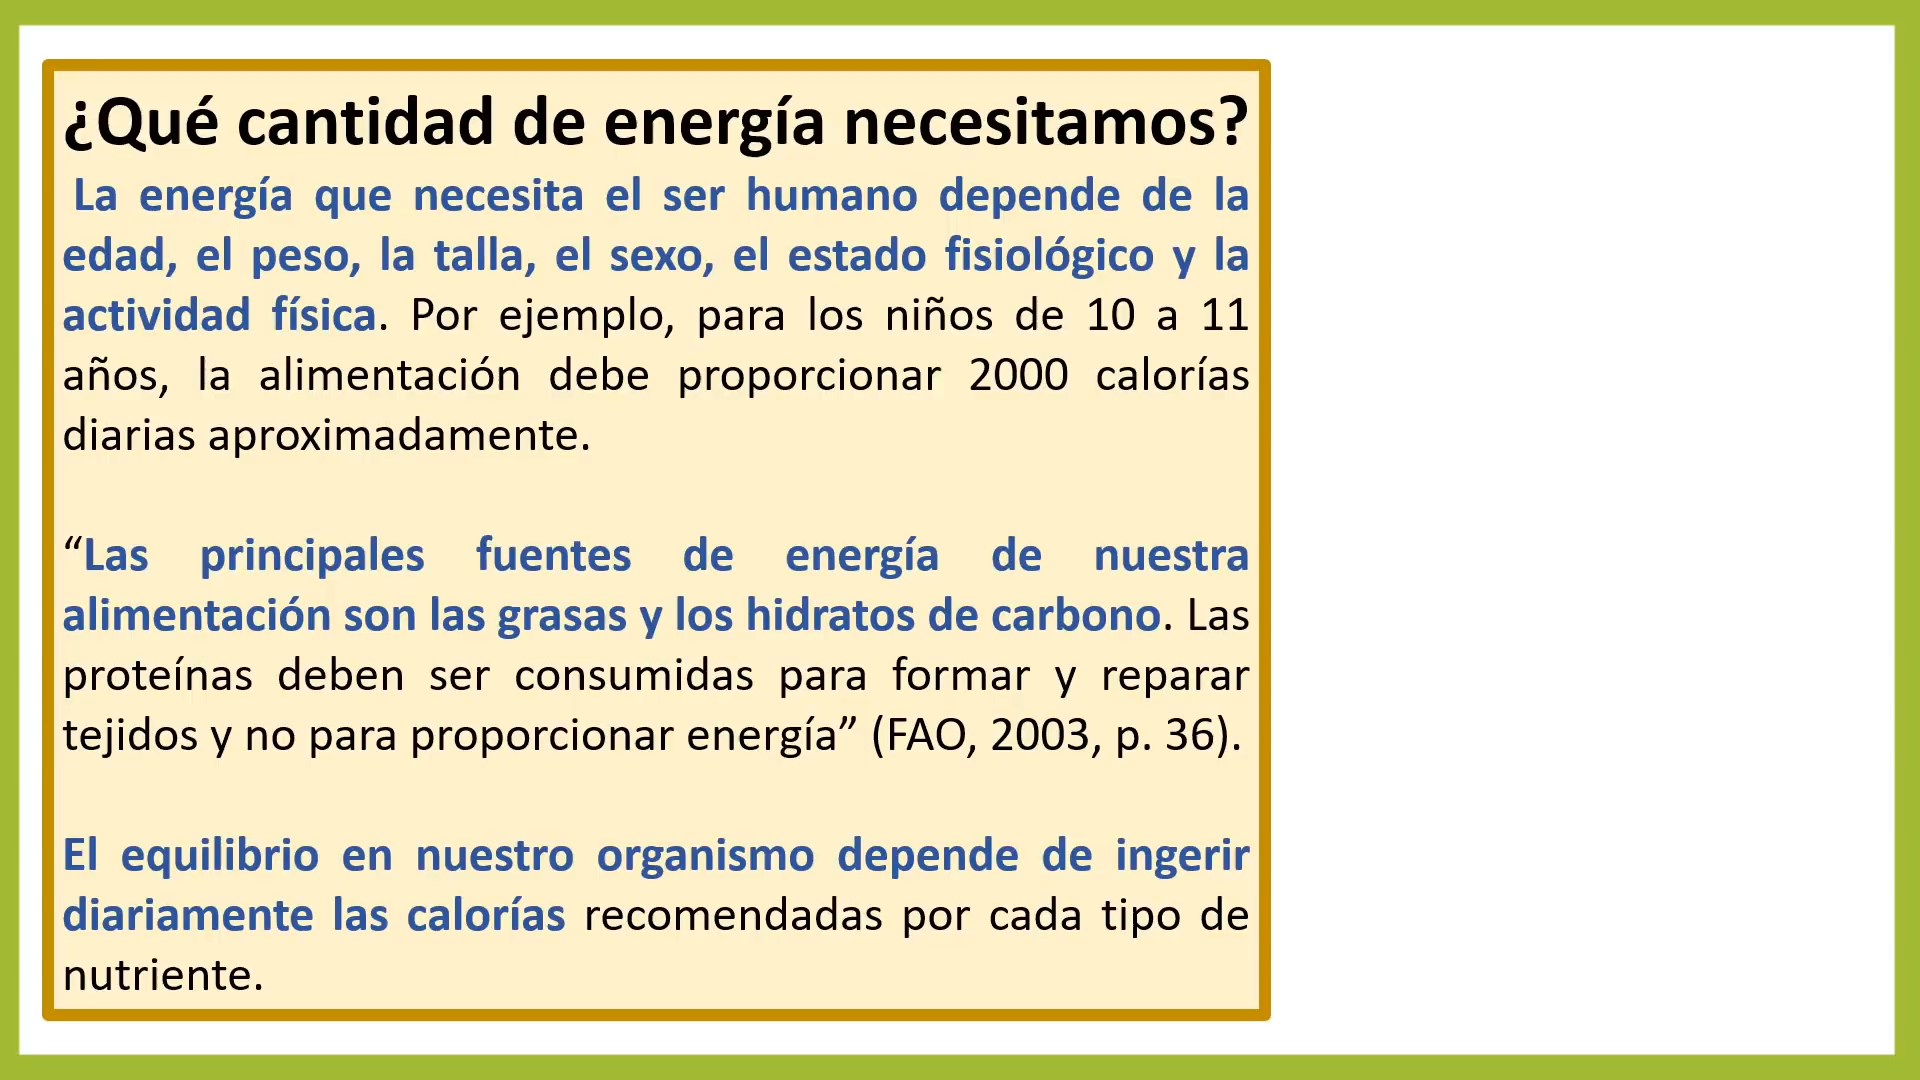 ¿Qué cantidad de energía necesitamos?
La energía que necesita el ser humano depende de la
edad, el peso, la talla, el sexo, el estado fisiológico y la
actividad física. Por ejemplo, para los niños de 10 a 11
años, la alimentación debe proporcionar 2000 calorías
diarias aproximadamente.
“Las principales fuentes de energía de nuestra
alimentación son las grasas y los hidratos de carbono. Las
proteínas deben ser consumidas para formar y reparar
tejidos y no para proporcionar energía” (FAO, 2003, p. 36).
El equilibrio en nuestro organismo depende de ingerir
diariamente las calorías recomendadas por cada tipo de
nutriente.